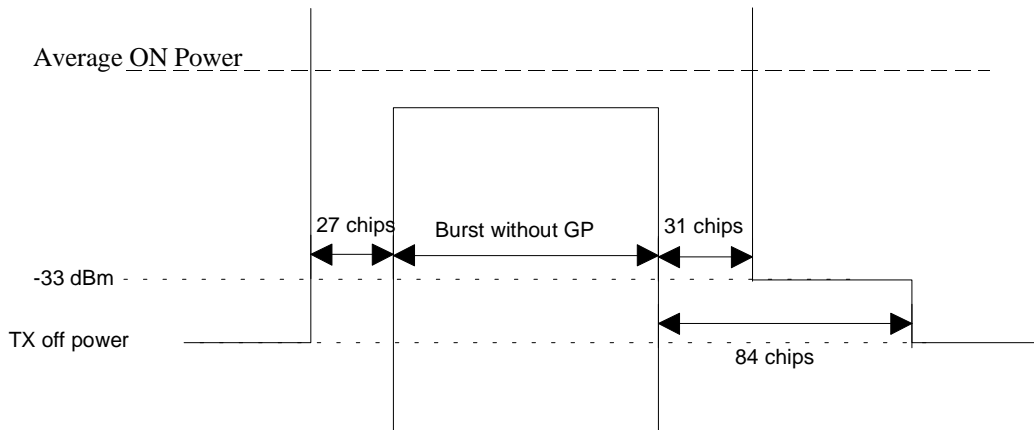 Average ON Power
27 chips
Burst without GP
31 chips
-33 dBm
TX off power
84 chips